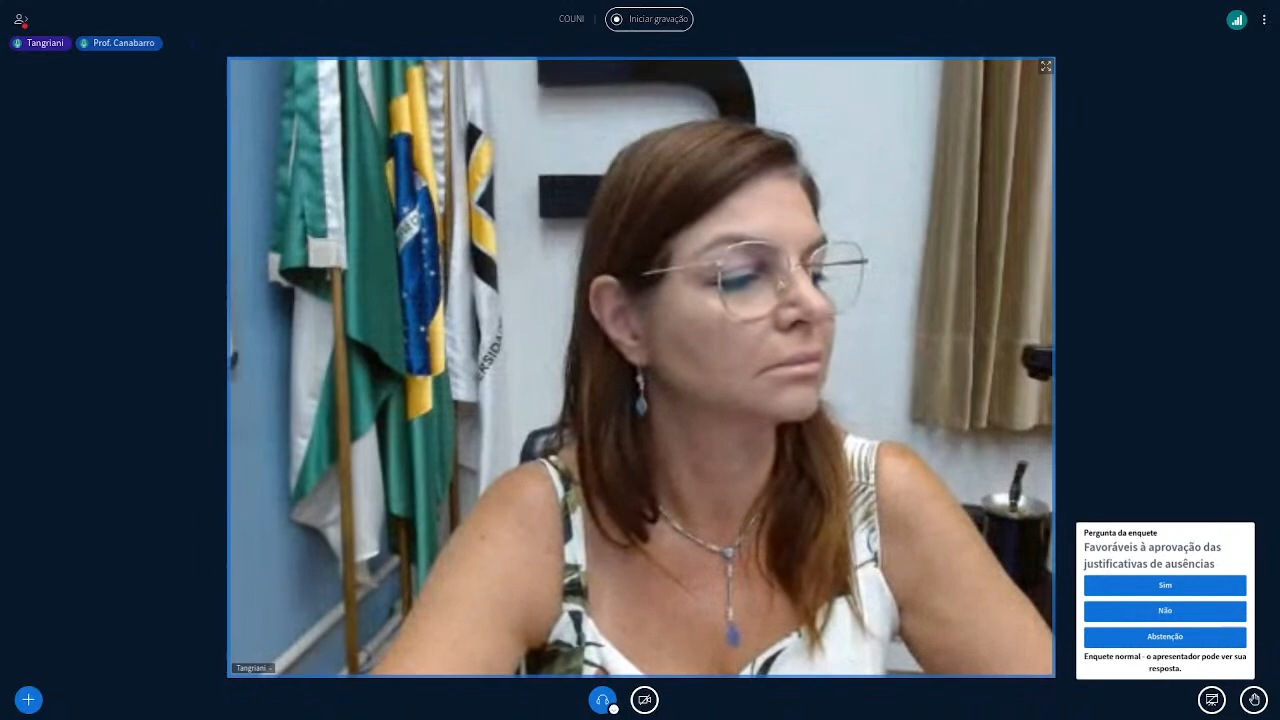 COUNI
Iniciar gravação
Tangriani
Prof. Canabarro
ERSIDA
Tangriani
Pergunta da enquete
Favoráveis à aprovação das
justificativas de ausências
Sim
Não
Abstenção
Enquete normal - o apresentador pode ver sua
resposta.